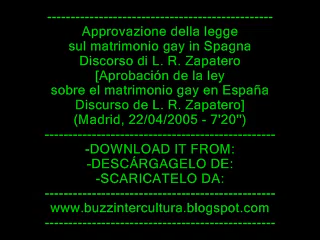 ------------------------------------------------
Approvazione della legge
sul matrimonio gay in Spagna
Discorso di L. R. Zapatero
[Aprobación de la ley
sobre el matrimonio gay en España
Discurso de L. R. Zapatero]
(Madrid, 22/04/2005 - 7'20'')
-------------------------------------------------
-DOWNLOAD IT FROM:
-DESCÁRGAGELO DE:
-SCARICATELO DA:
-------------------------------------------------
www.buzzintercultura.blogspot.com
-------------------------------------------------